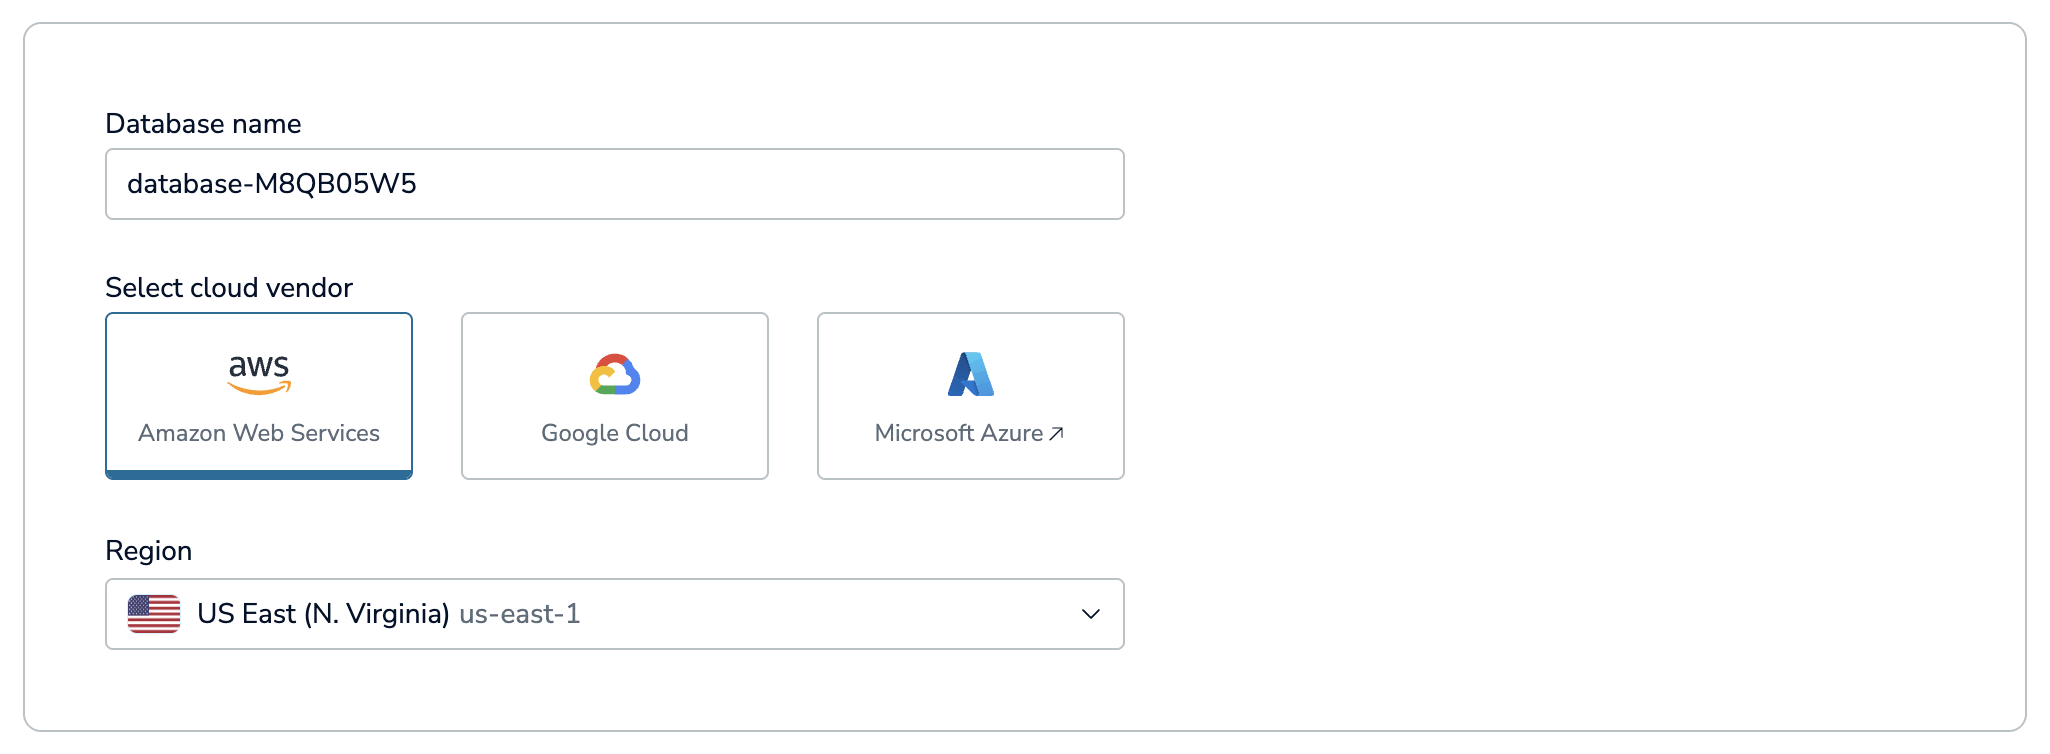 Database name
database-M8QB05W5
Select cloud vendor
aws
Amazon Web Services
Google Cloud
Microsoft Azure
Region
US East (N. Virginia) us-east-1